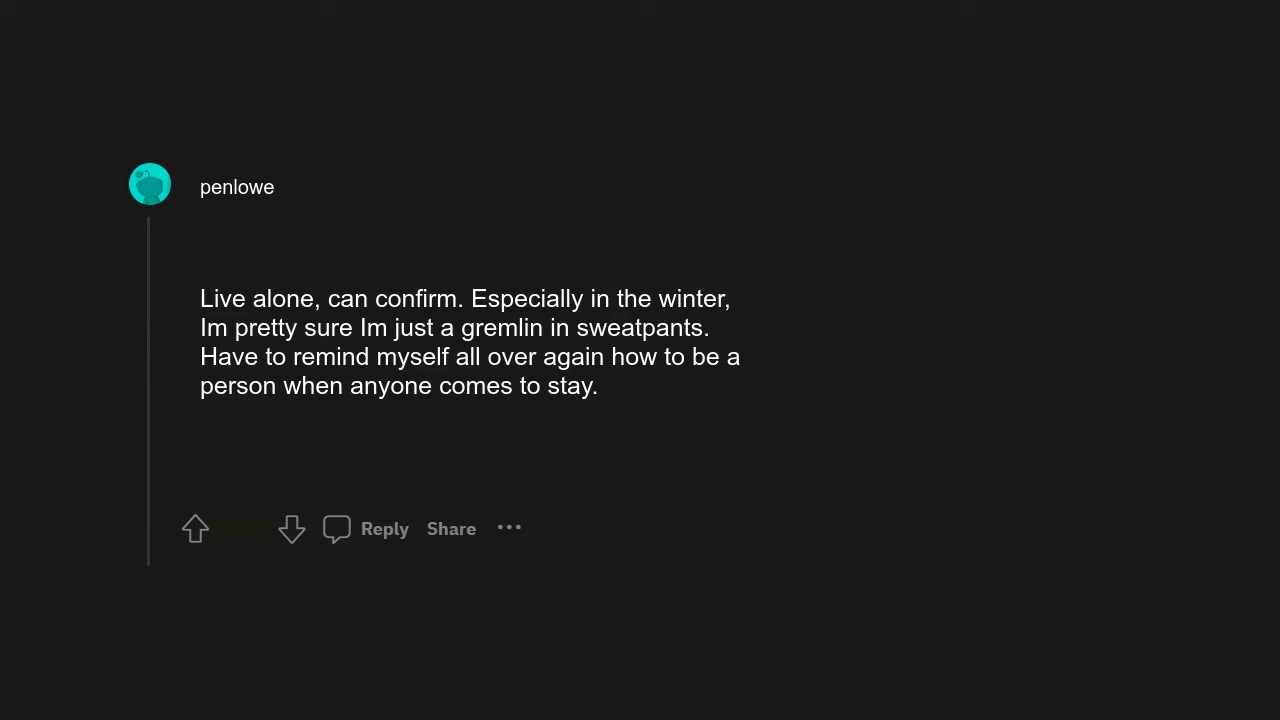 penlowe
Live alone, can confirm. Especially in the winter,
Im pretty sure Im just a gremlin in sweatpants.
Have to remind myself all over again how to be a
person when anyone comes to stay.
Reply Share